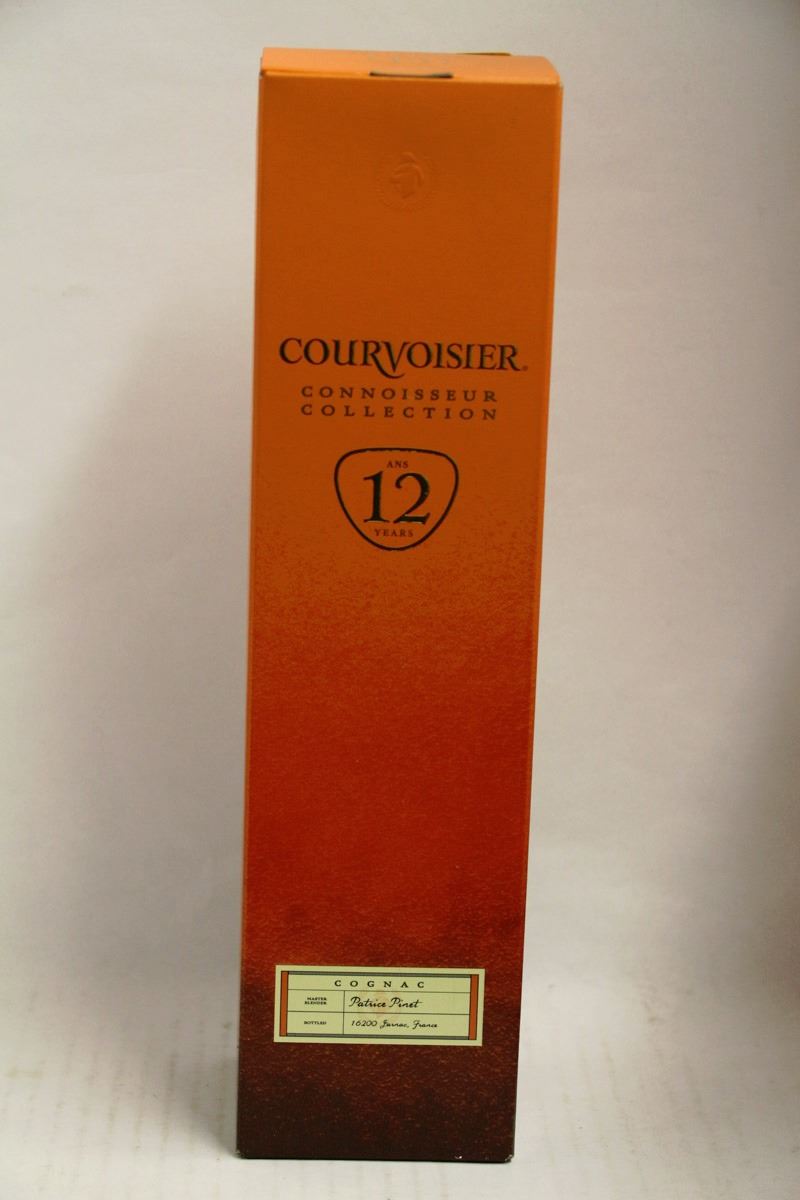 COURVOISIER®
CONNOISSEUR
COLLECTION
ANS
12
YEARS
COGNAC
MASTER
BLENDER
Patrice Pinet
BOTTLED
16200 Jarnac, France